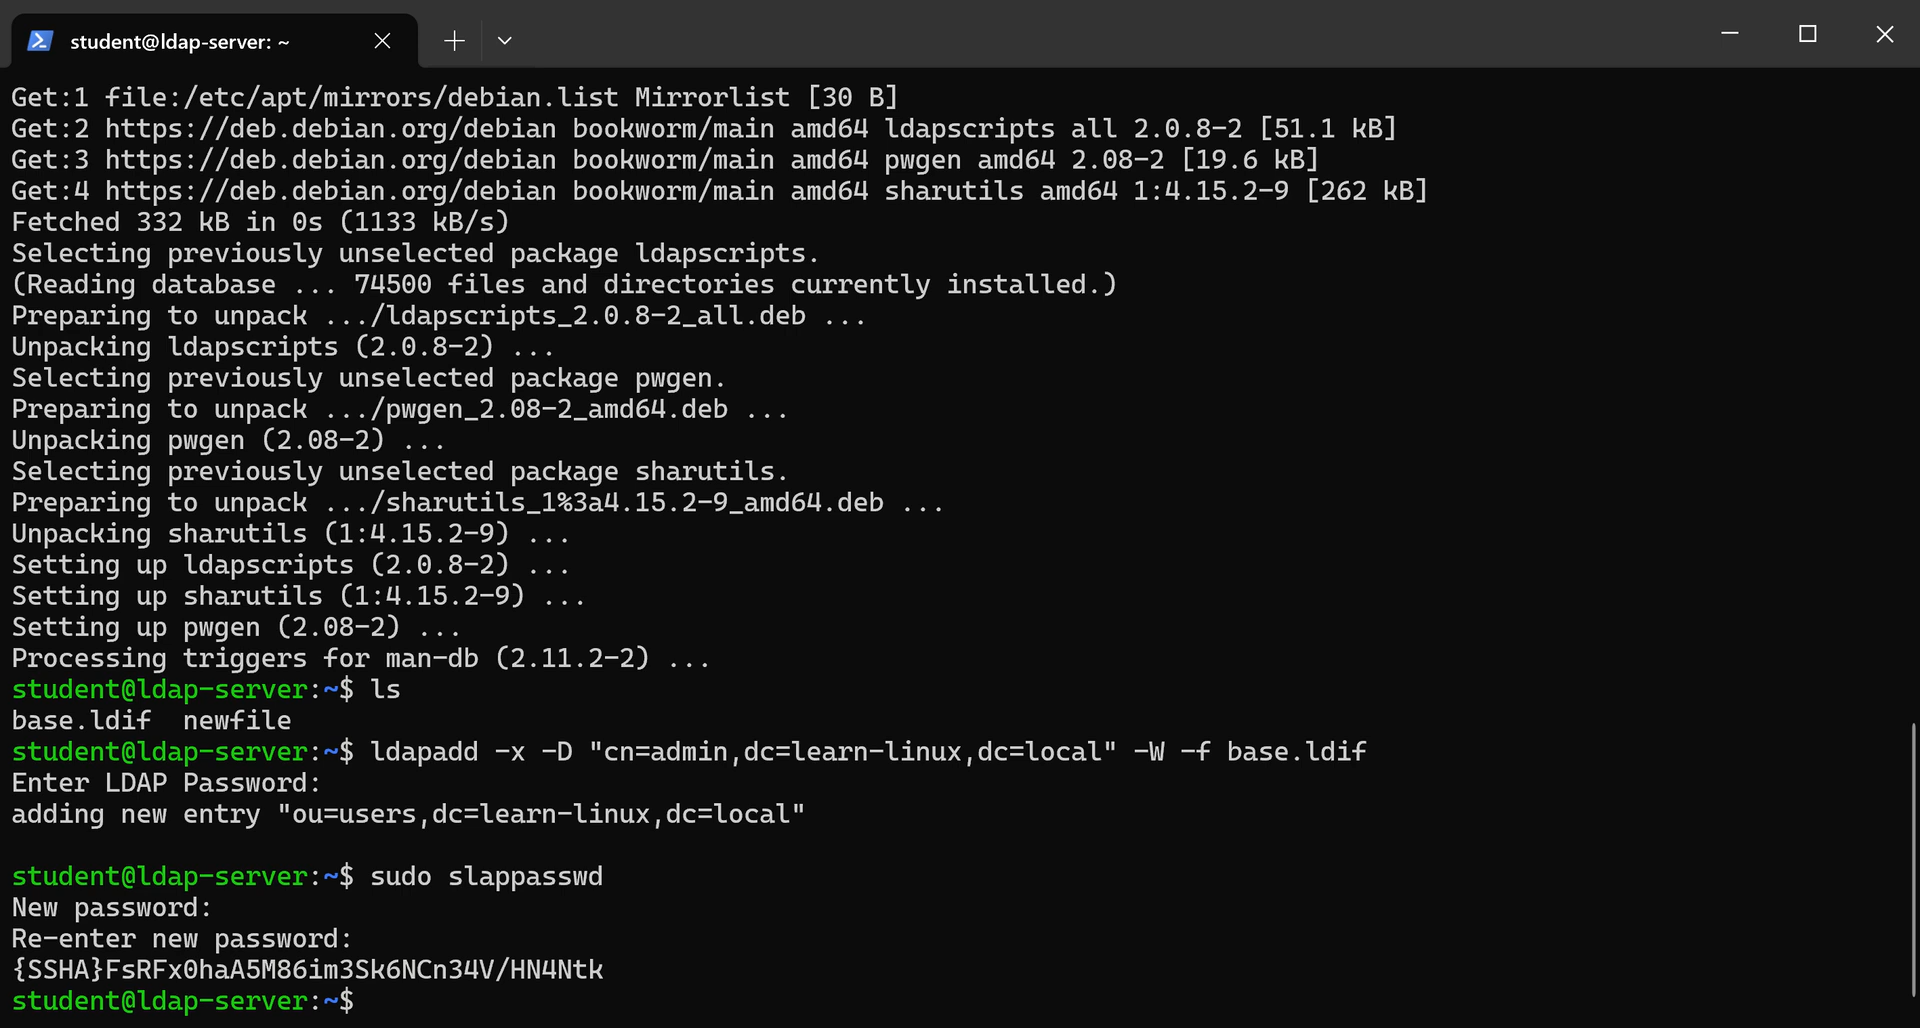 student@ldap-server: ~
Get:1 file:/etc/apt/mirrors/debian.list Mirrorlist [30 B]
Get:2 https://deb.debian.org/debian bookworm/main amd64 ldapscripts all 2.0.8-2 [51.1 kB]
Get:3 https://deb.debian.org/debian bookworm/main amd64 pwgen amd64 2.08-2 [19.6 kB]
Get:4 https://deb.debian.org/debian bookworm/main amd64 sharutils amd64 1:4.15.2-9 [262 kB]
Fetched 332 kB in 0s (1133 kB/s)
Selecting previously unselected package ldapscripts.
(Reading database ... 74500 files and directories currently installed.)
Preparing to unpack .../ldapscripts_2.0.8-2_all.deb ...
Unpacking ldapscripts (2.0.8-2) ...
Selecting previously unselected package pwgen.
Preparing to unpack .../pwgen_2.08-2_amd64.deb ...
Unpacking pwgen (2.08-2) ...
Selecting previously unselected package sharutils.
Preparing to unpack .../sharutils_1%3a4.15.2-9_amd64.deb ...
Unpacking sharutils (1:4.15.2-9) ...
Setting up ldapscripts (2.0.8-2) ...
Setting up sharutils (1:4.15.2-9) ...
Setting up pwgen (2.08-2) ...
Processing triggers for man-db (2.11.2-2) ...
student@ldap-server:~$ ls
base.ldif  newfile
student@ldap-server:~$ ldapadd -x -D "cn=admin,dc=learn-linux,dc=local" -W -f base.ldif
Enter LDAP Password:
adding new entry "ou=users,dc=learn-linux,dc=local"
student@ldap-server:~$ sudo slappasswd
New password:
Re-enter new password:
{SSHA}FsRFx0haA5M86im3Sk6NCn34V/HN4Ntk
student@ldap-server:~$